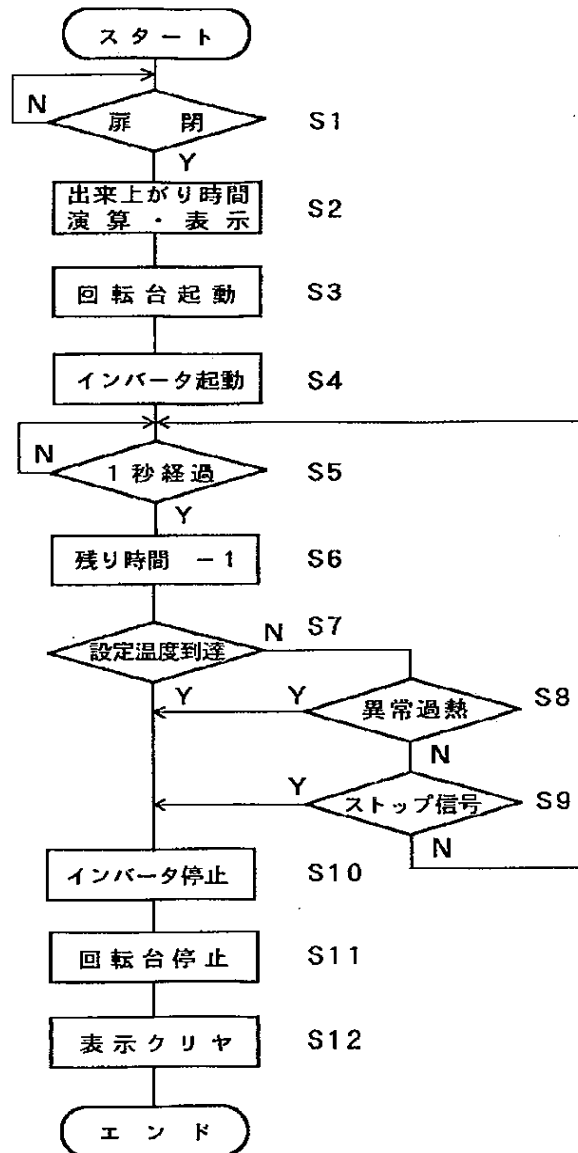 スタート
N
扉 閉 S1
Y
出来上がり時間
演算・表示 S2
回転台起動 S3
インバータ起動 S4
N
1秒経過 S5
Y
残り時間 -1 S6
設定温度到達 N S7
Y
Y 異常過熱 S8
N
Y ストップ信号 S9
N
インバータ停止 S10
回転台停止 S11
表示クリヤ S12
エンド